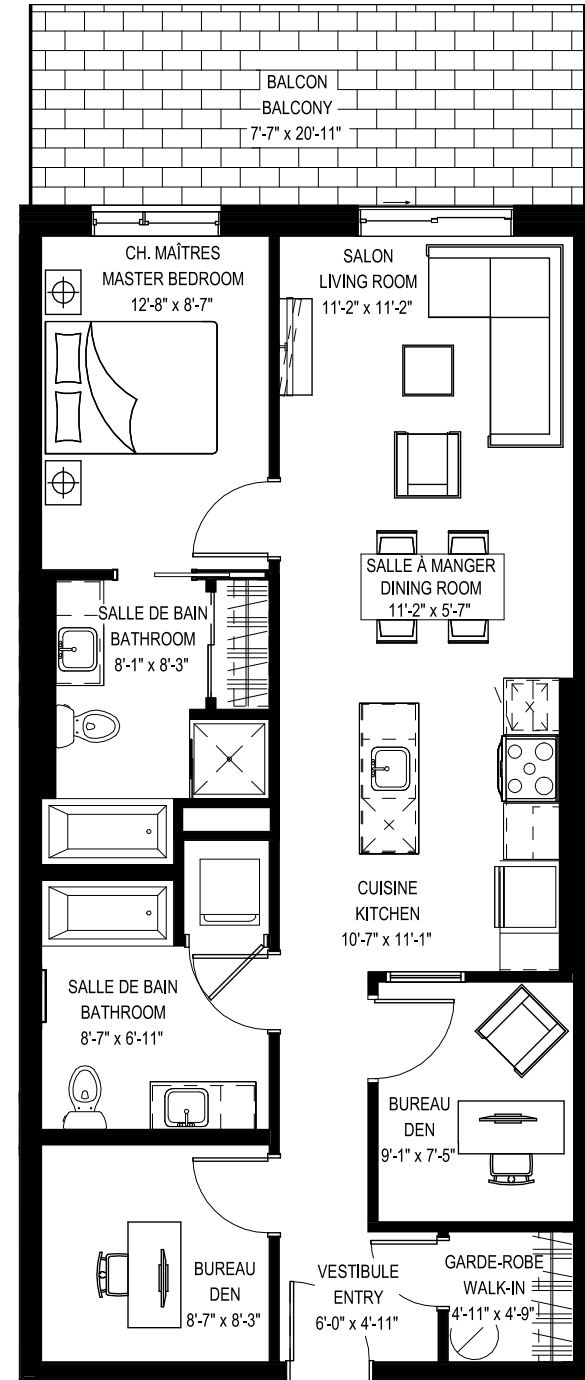 BALCON
BALCONY
7'-7" x 20'-11"
CH. MAÎTRES
MASTER BEDROOM
12'-8" x 8'-7"
SALON
LIVING ROOM
11'-2" x 11'-2"
SALLE À MANGER
DINING ROOM
11'-2" x 5'-7"
SALLE DE BAIN
BATHROOM
8'-1" x 8'-3"
CUISINE
KITCHEN
10'-7" x 11'-1"
SALLE DE BAIN
BATHROOM
8'-7" x 6'-11"
BUREAU
DEN
9'-1" x 7'-5"
BUREAU
DEN
8'-7" x 8'-3"
VESTIBULE
ENTRY
6'-0" x 4'-11"
GARDE-ROBE
WALK-IN
4'-11" x 4'-9"